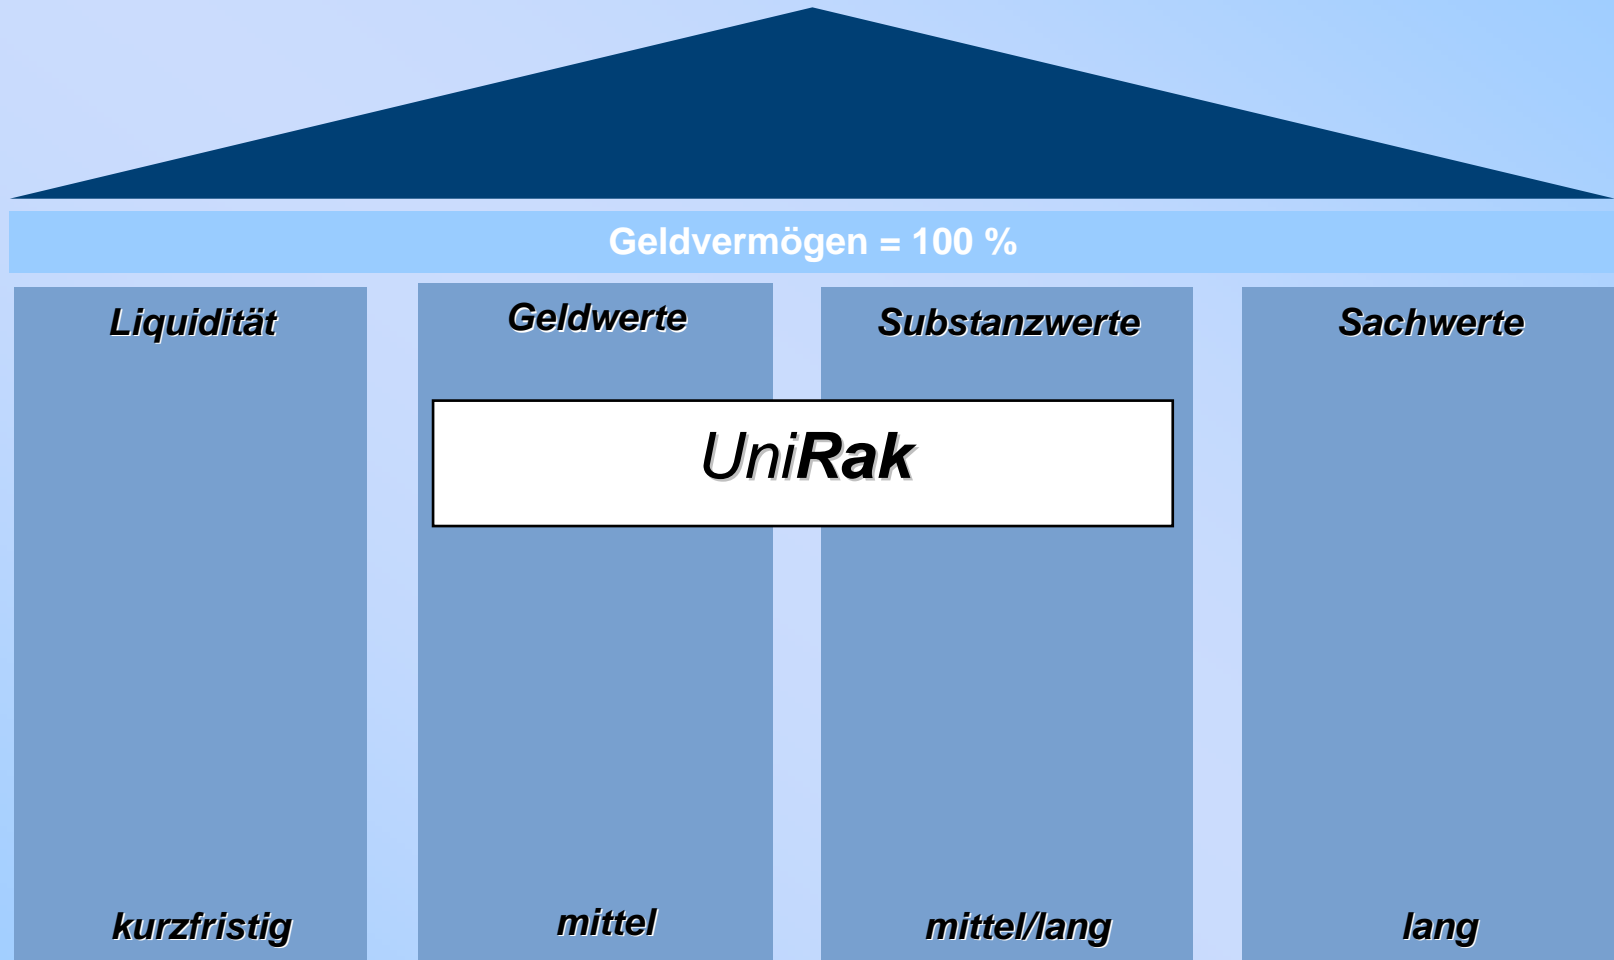 Geldvermögen = 100 %
Liquidität
Geldwerte
Substanzwerte
Sachwerte
UniRak
kurzfristig
mittel
mittel/lang
lang